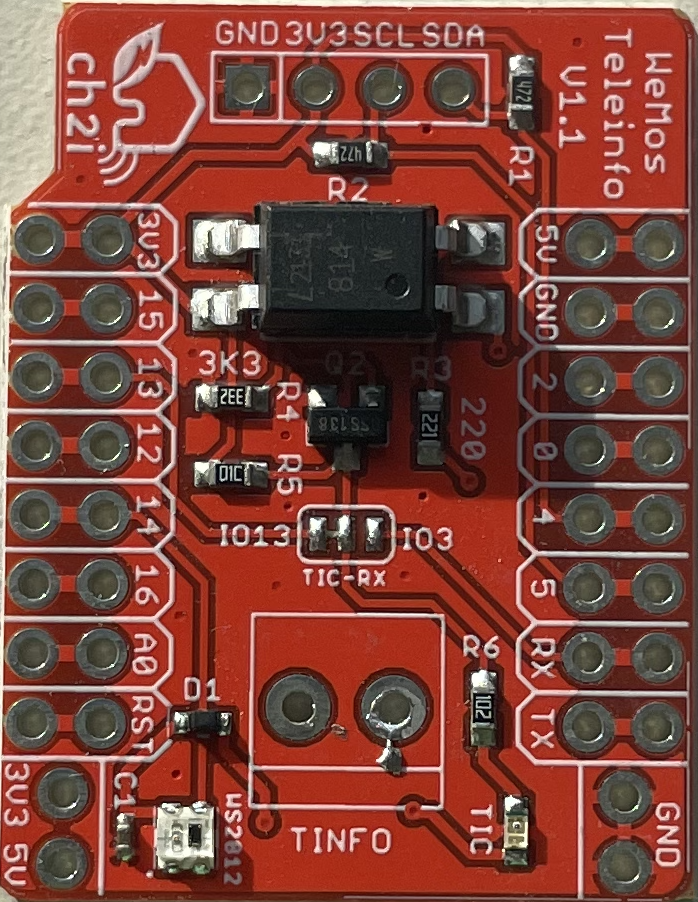 GND 3V3 SCL SDA
WeMos
Teleinfo
V1.1
ch2i
472
R1
472
R2
3V3
15
13
12
14
16
A0
RST
3V3
5V
5V
GND
2
0
4
5
RX
TX
GND
814
W
3K3
R4
R5
Q2
R3
220
221
01C
IO13
IO3
TIC-RX
R6
102
D1
C1
WS2812
TINFO
TIC